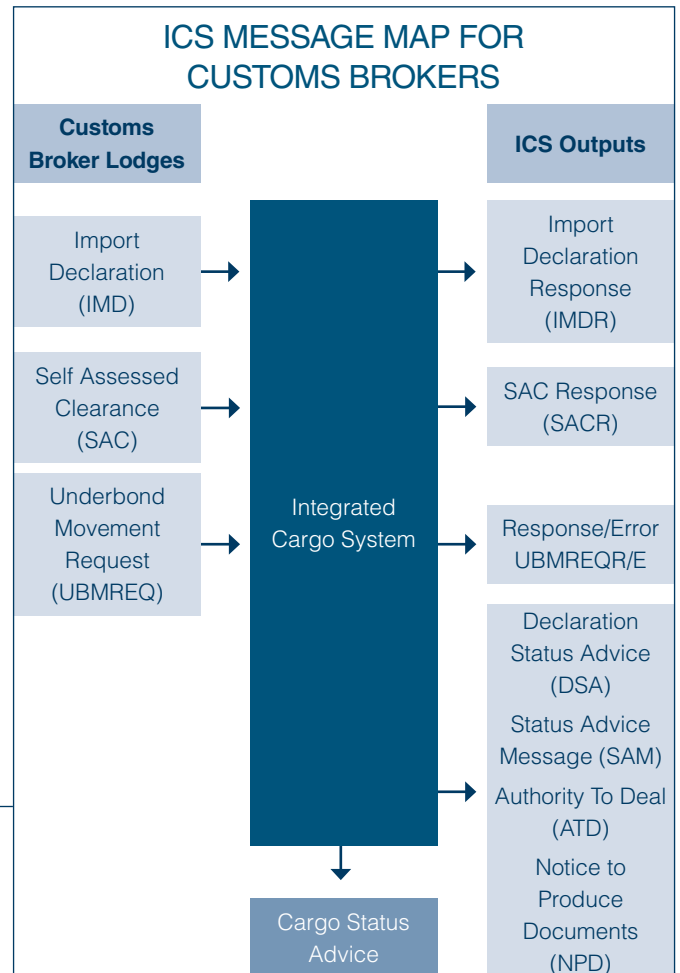 ICS MESSAGE MAP FOR
CUSTOMS BROKERS
Customs
Broker Lodges
ICS Outputs
Import
Declaration
(IMD)
Import
Declaration
Response
(IMDR)
Self Assessed
Clearance
(SAC)
SAC Response
(SACR)
Underbond
Movement
Request
(UBMREQ)
Integrated
Cargo System
Response/Error
UBMREQR/E
Declaration
Status Advice
(DSA)
Status Advice
Message (SAM)
Authority To Deal
(ATD)
Notice to
Produce
Documents
(NPD)
Cargo Status
Advice